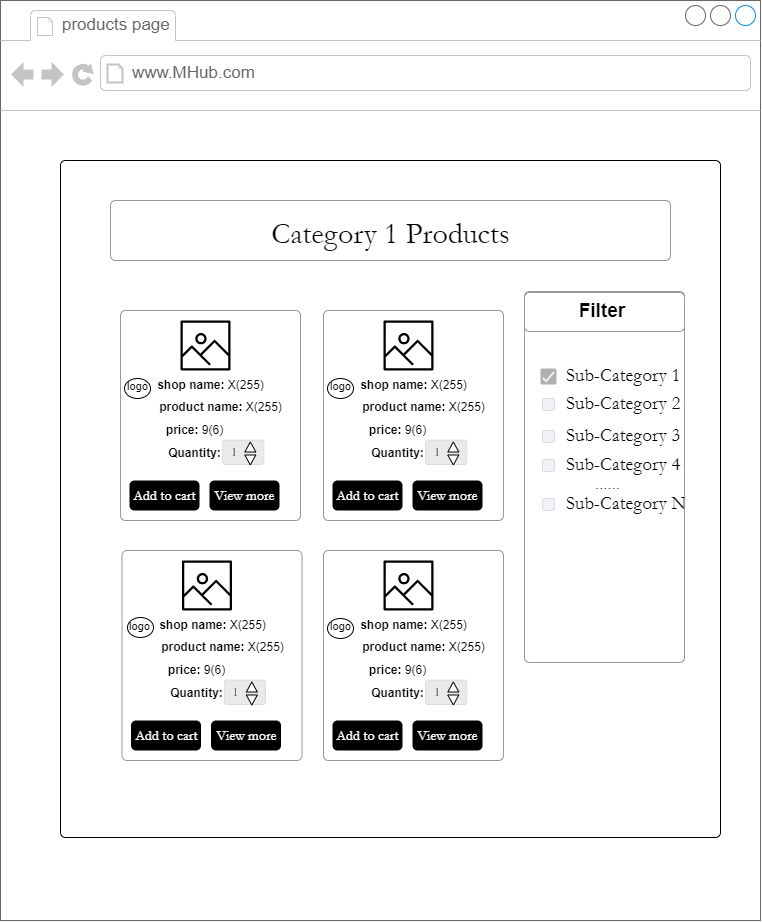 products page
www.MHub.com
Category 1 Products
logo
shop name: X(255)
product name: X(255)
price: 9(6)
Quantity: 1
Add to cart View more
logo
shop name: X(255)
product name: X(255)
price: 9(6)
Quantity: 1
Add to cart View more
Filter
Sub-Category 1
Sub-Category 2
Sub-Category 3
Sub-Category 4
......
Sub-Category N
logo
shop name: X(255)
product name: X(255)
price: 9(6)
Quantity: 1
Add to cart View more
logo
shop name: X(255)
product name: X(255)
price: 9(6)
Quantity: 1
Add to cart View more